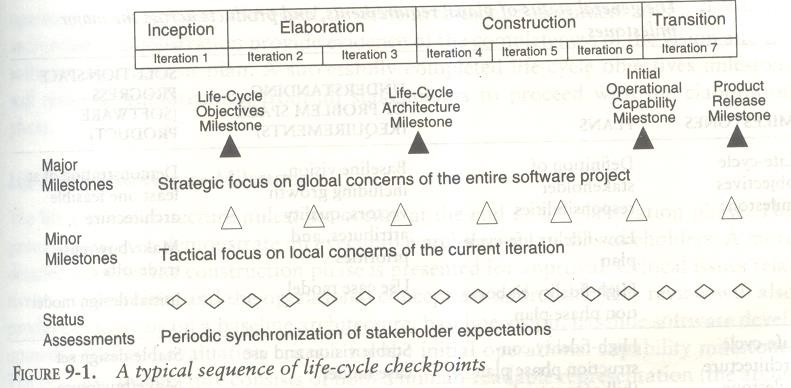 Inception Elaboration Construction Transition
Iteration 1 Iteration 2 Iteration 3 Iteration 4 Iteration 5 Iteration 6 Iteration 7
Life-Cycle
Objectives
Milestone
Life-Cycle
Architecture
Milestone
Initial
Operational
Capability
Milestone
Product
Release
Milestone
Major
Milestones
Strategic focus on global concerns of the entire software project
Minor
Milestones
Tactical focus on local concerns of the current iteration
Status
Assessments
Periodic synchronization of stakeholder expectations
FIGURE 9-1. A typical sequence of life-cycle checkpoints